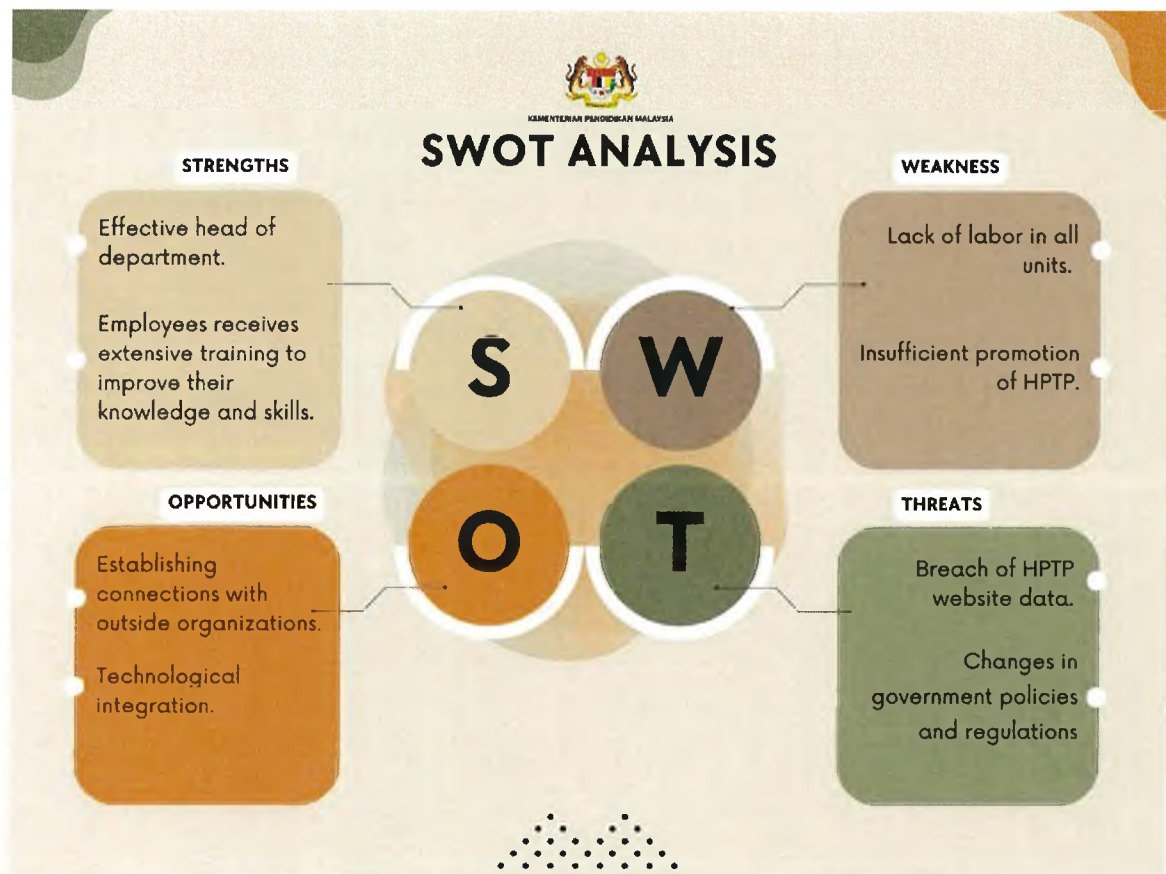 KEMENTERIAN PENDIDIKAN MALAYSIA
SWOT ANALYSIS
STRENGTHS
Effective head of
department.
Employees receives
extensive training to
improve their
knowledge and skills.
WEAKNESS
Lack of labor in all
units.
Insufficient promotion
of HPTP.
S
W
O
T
OPPORTUNITIES
Establishing
connections with
outside organizations.
Technological
integration.
THREATS
Breach of HPTP
website data.
Changes in
government policies
and regulations